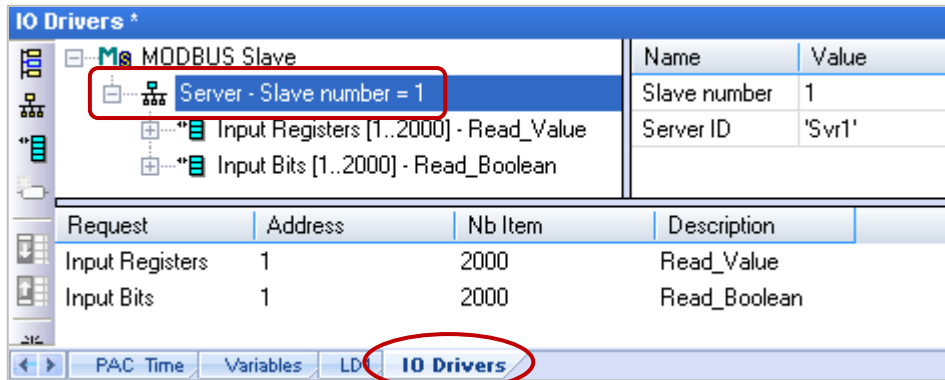 IO Drivers *
MODBUS Slave
Server - Slave number = 1
Input Registers [1..2000] - Read_Value
Input Bits [1..2000] - Read_Boolean
Name Value
Slave number 1
Server ID 'Svr1'
Request Address Nb Item Description
Input Registers 1 2000 Read_Value
Input Bits 1 2000 Read_Boolean
PAC Time Variables LD1 IO Drivers